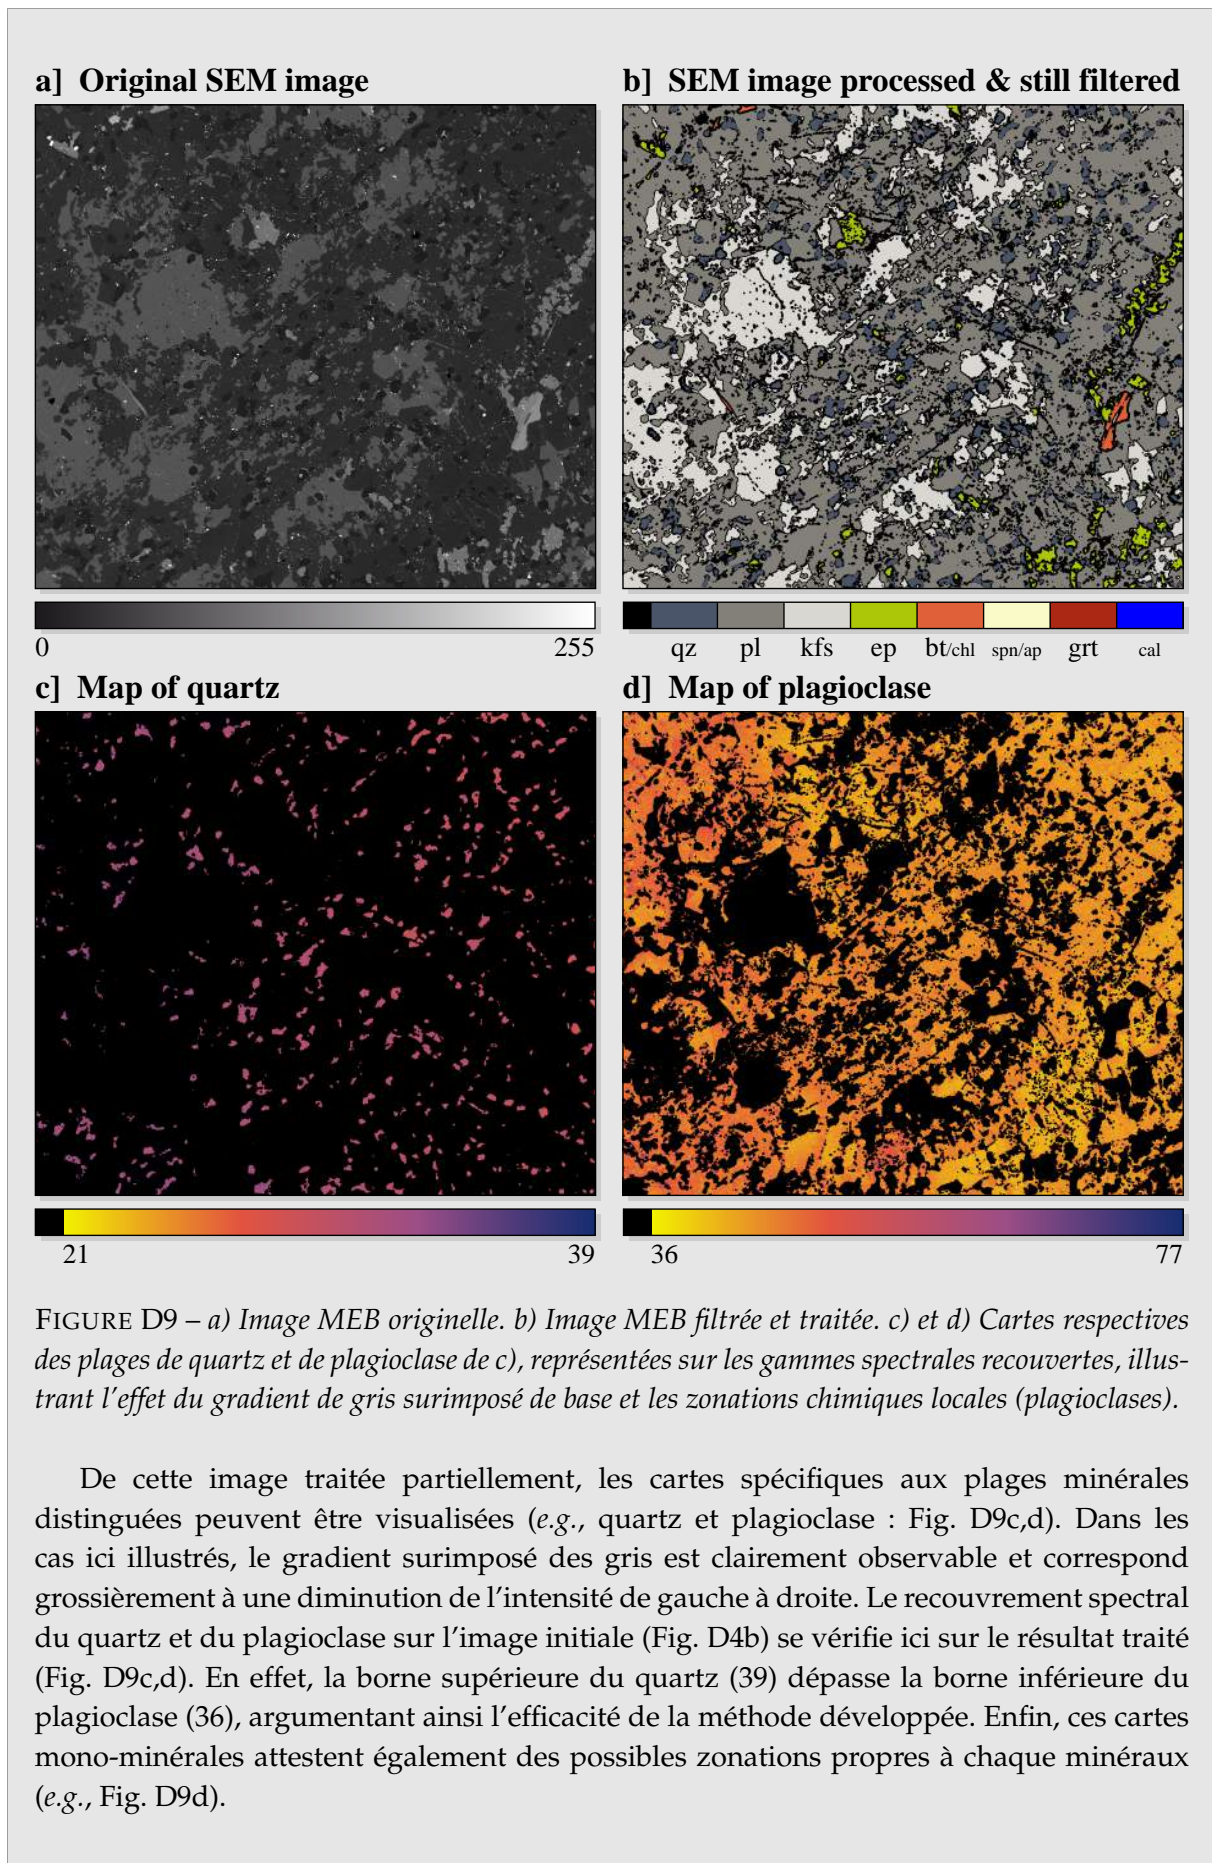 a] Original SEM image
b] SEM image processed & still filtered
0 255
qz pl kfs ep bt/chl spn/ap grt cal
c] Map of quartz
d] Map of plagioclase
21 39
36 77
FIGURE D9 – a) Image MEB originelle. b) Image MEB filtrée et traitée. c) et d) Cartes respectives
des plages de quartz et de plagioclase de c), représentées sur les gammes spectrales recouvertes, illus-
trant l'effet du gradient de gris surimposé de base et les zonations chimiques locales (plagioclases).
De cette image traitée partiellement, les cartes spécifiques aux plages minérales
distinguées peuvent être visualisées (e.g., quartz et plagioclase : Fig. D9c,d). Dans les
cas ici illustrés, le gradient surimposé des gris est clairement observable et correspond
grossièrement à une diminution de l'intensité de gauche à droite. Le recouvrement spectral
du quartz et du plagioclase sur l'image initiale (Fig. D4b) se vérifie ici sur le résultat traité
(Fig. D9c,d). En effet, la borne supérieure du quartz (39) dépasse la borne inférieure du
plagioclase (36), argumentant ainsi l'efficacité de la méthode développée. Enfin, ces cartes
mono-minérales attestent également des possibles zonations propres à chaque minéraux
(e.g., Fig. D9d).